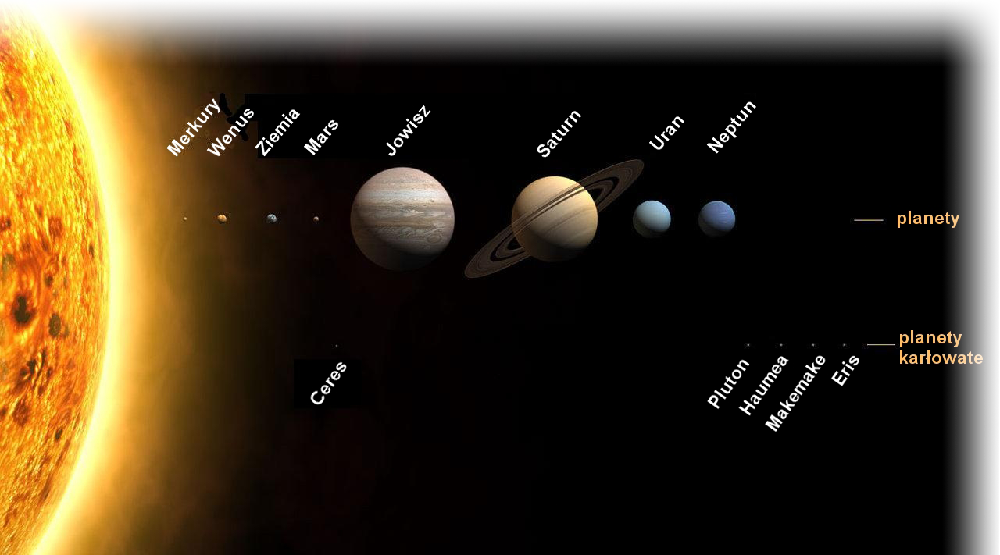 Merkury
Wenus
Ziemia
Mars
Jowisz
Saturn
Uran
Neptun
planety
Ceres
Pluton
Haumea
Makemake
Eris
planety
karłowate